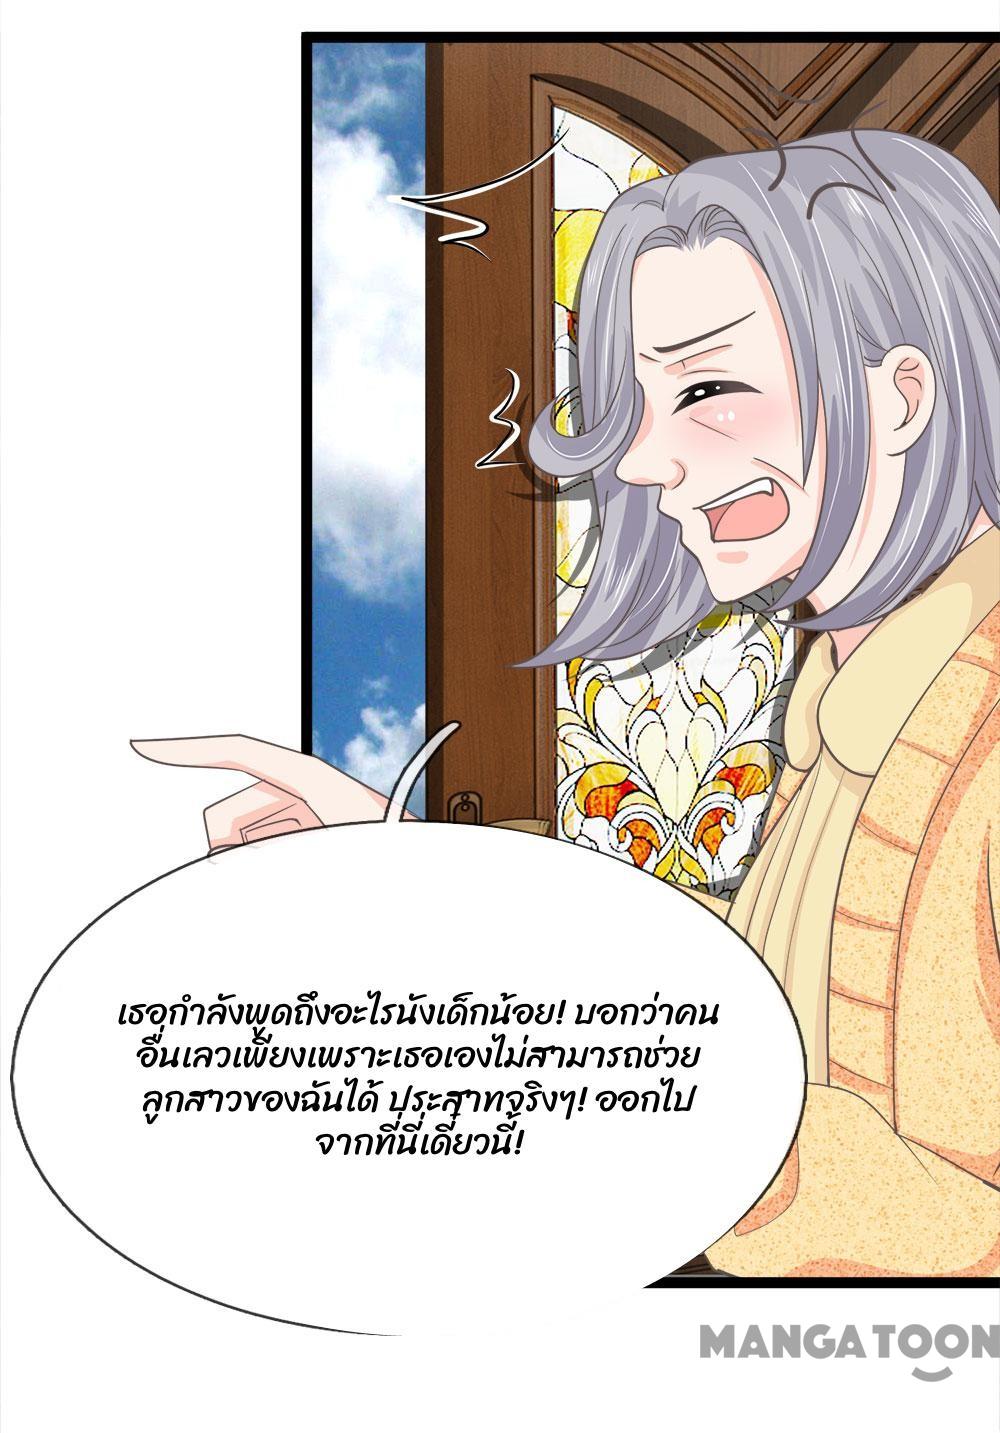 เธอกำลังพูดถึงอะไรนังเด็กน้อย! บอกว่าคน
อื่นเลวเพียงเพราะเธอเองไม่สามารถช่วย
ลูกสาวของฉันได้ ประสาทจริงๆ! ออกไป
จากที่นี่เดี๋ยวนี้!
MANGATOON